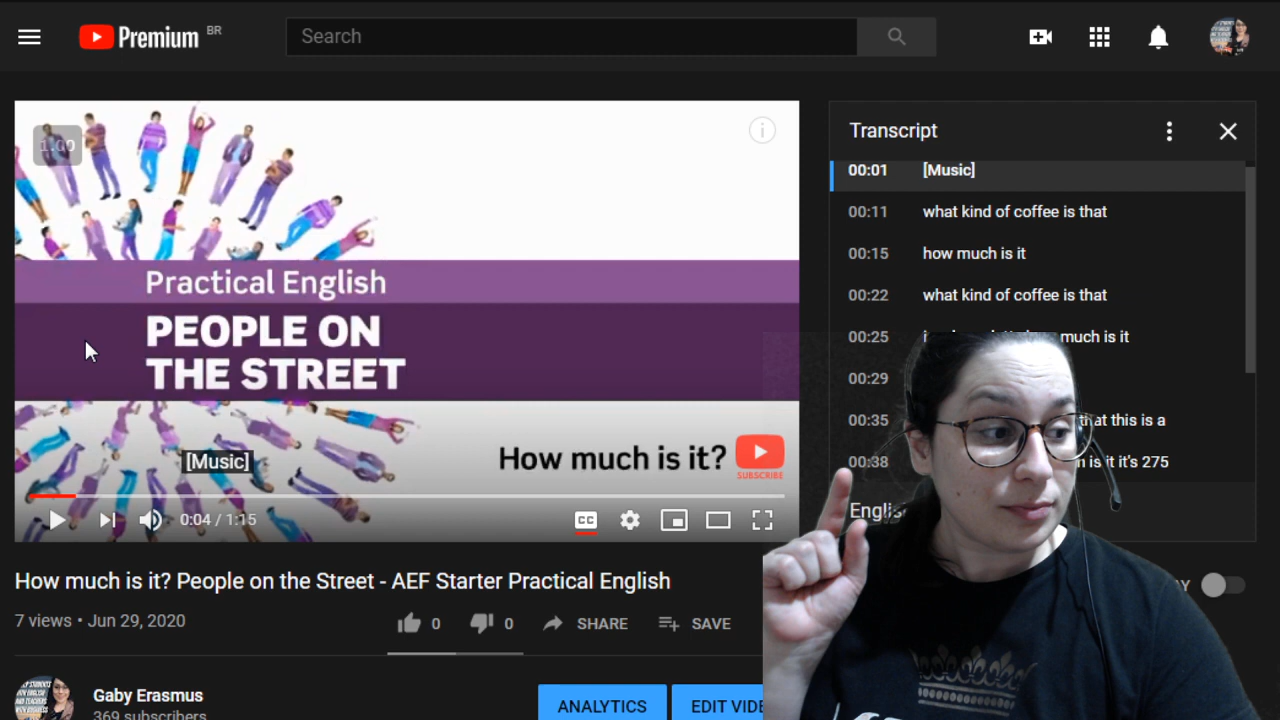 Premium BR
Search
1.00
Practical English
PEOPLE ON
THE STREET
[Music]
How much is it?
SUBSCRIBE
0:04 / 1:15
CC
Transcript
00:01 [Music]
00:11 what kind of coffee is that
00:15 how much is it
00:22 what kind of coffee is that
00:25 much is it
00:29
00:35 that this is a
00:38 is it it's 275
How much is it? People on the Street - AEF Starter Practical English
7 views • Jun 29, 2020
0
0
SHARE
SAVE
Gaby Erasmus
369 subscribers
ANALYTICS